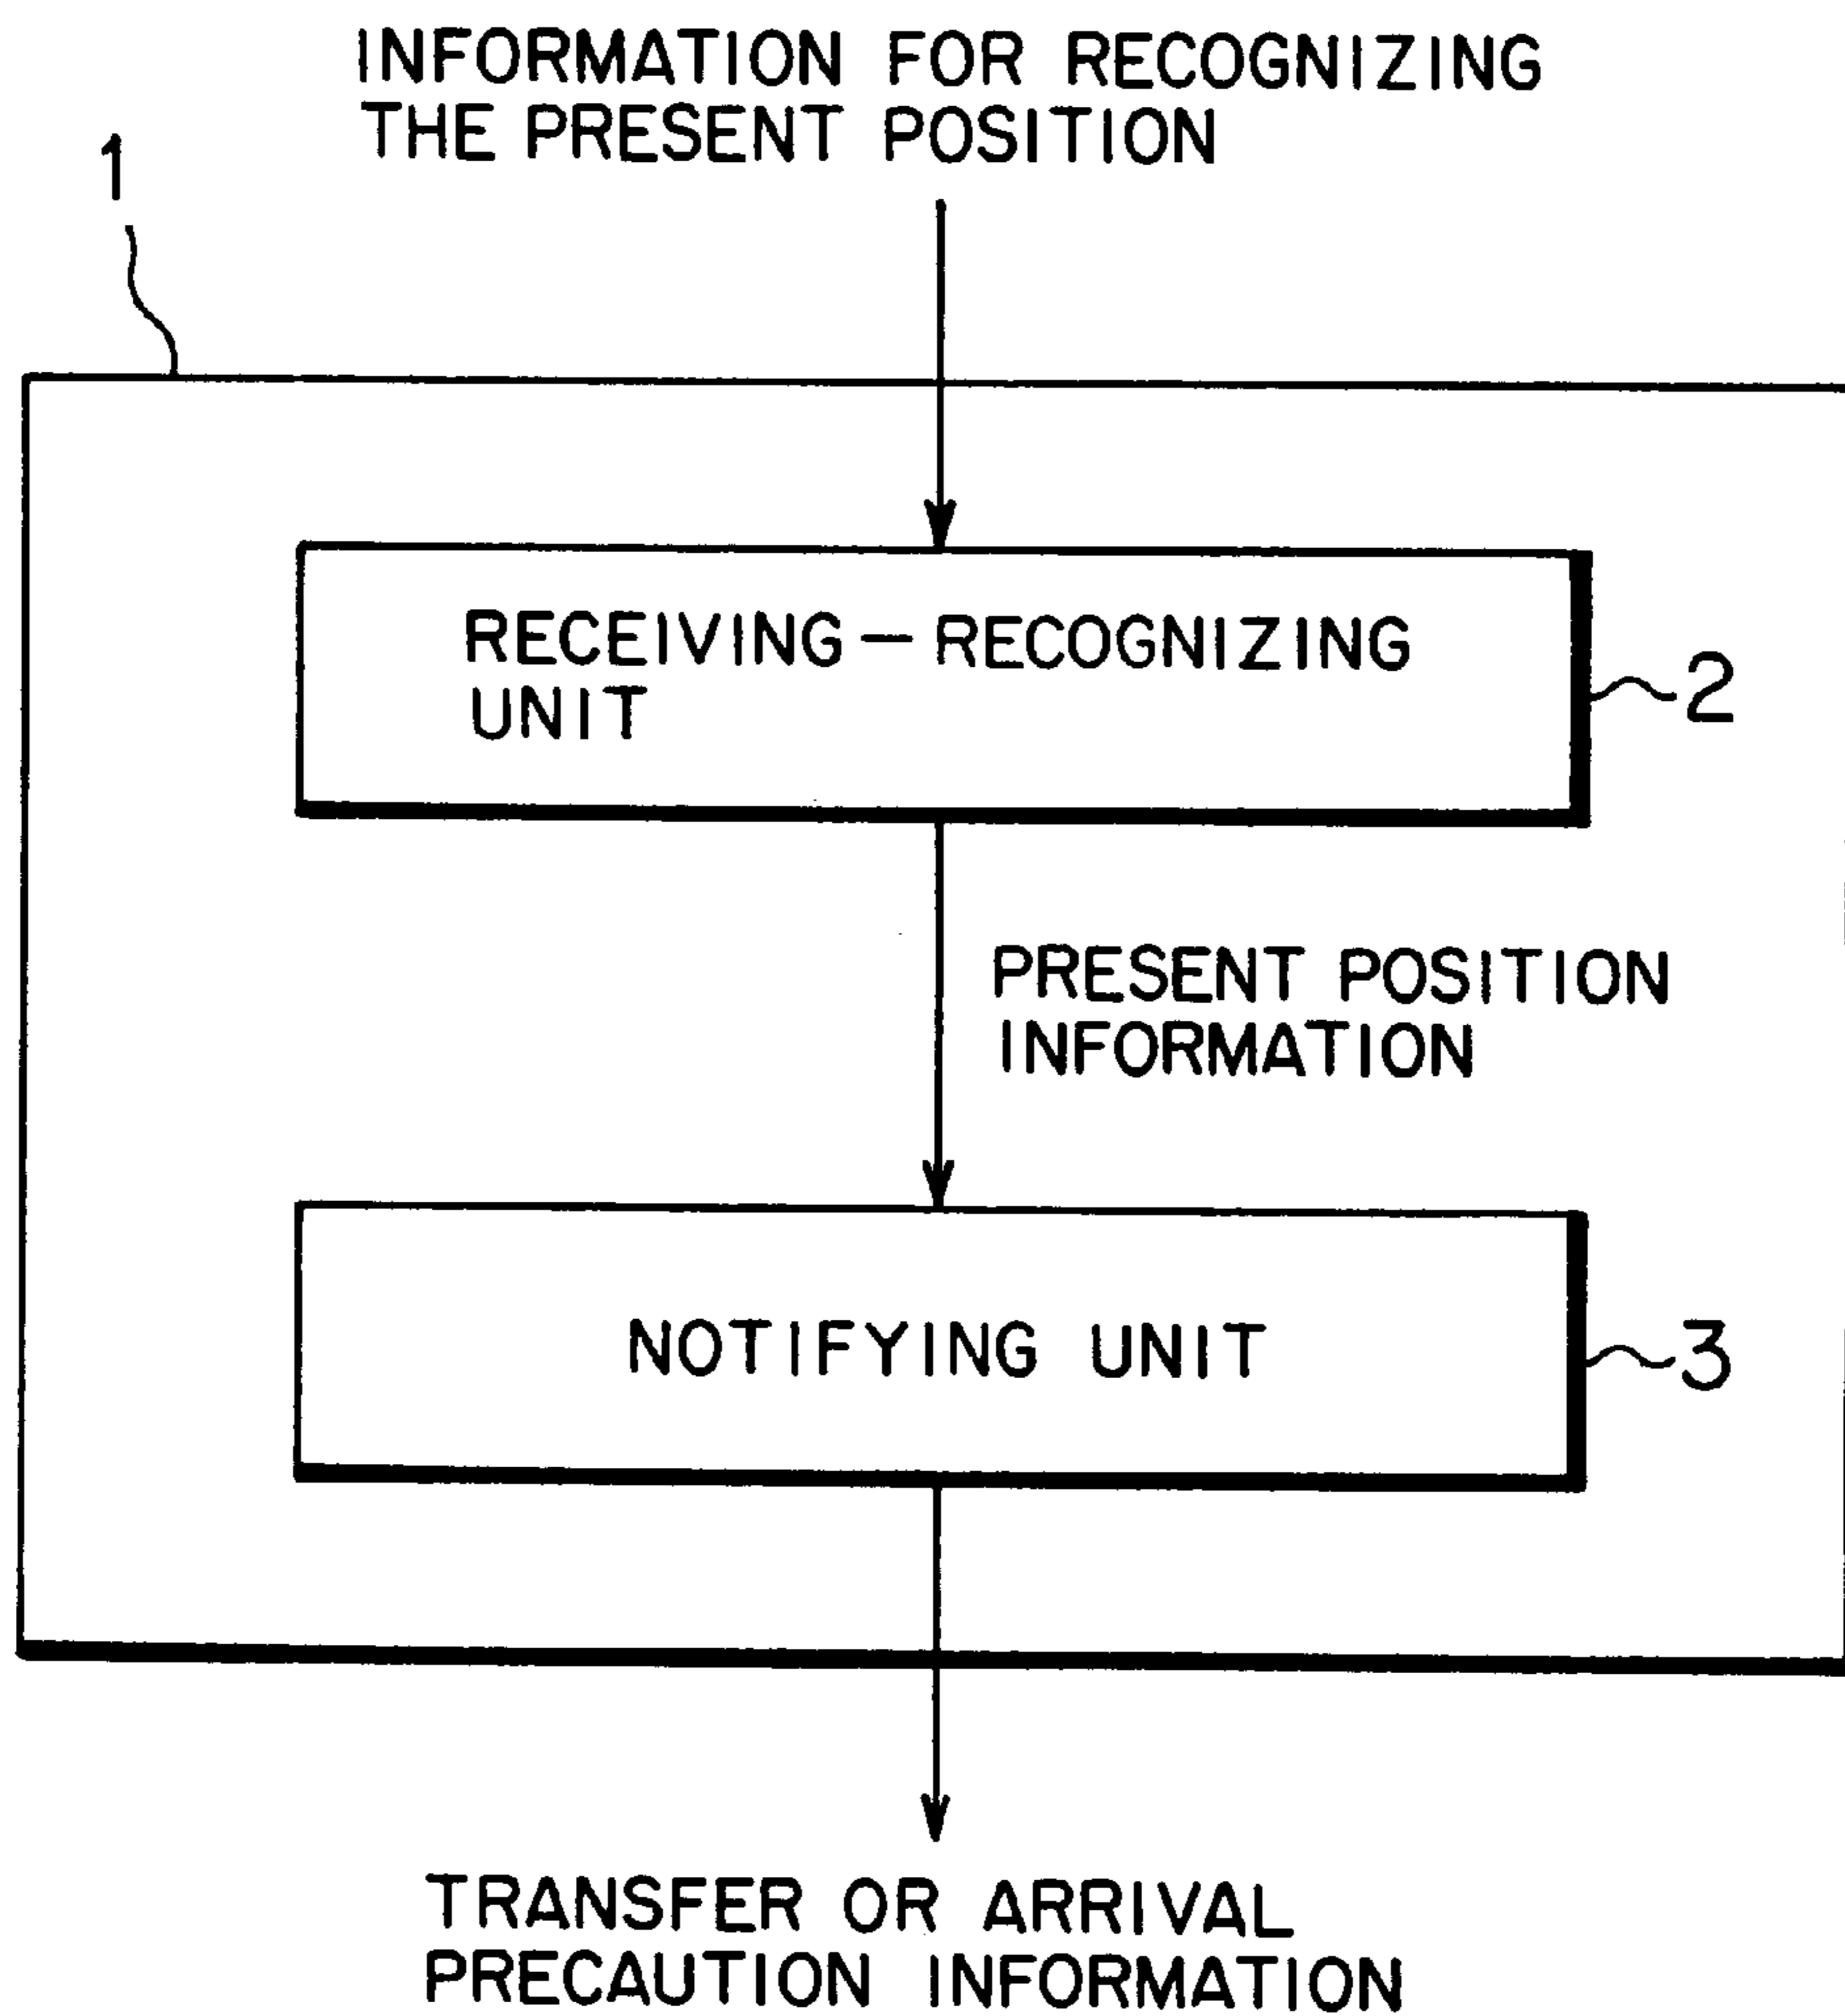 INFORMATION FOR RECOGNIZING
THE PRESENT POSITION
1
RECEIVING—RECOGNIZING
UNIT
2
PRESENT POSITION
INFORMATION
NOTIFYING UNIT
3
TRANSFER OR ARRIVAL
PRECAUTION INFORMATION